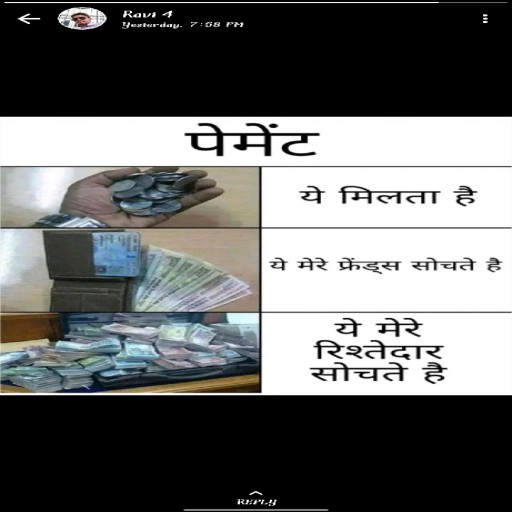 Ravi 4
Yesterday, 7:58 PM
पेमेंट
ये मिलता है
ये मेरे फ्रेंड्स सोचते है
ये मेरे
रिश्तेदार
सोचते है
REPLY